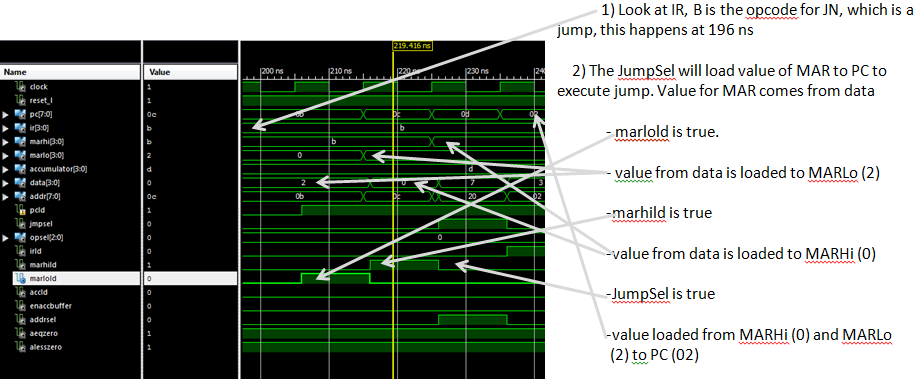 1) Look at IR, B is the opcode for JN, which is a
jump, this happens at 196 ns
219.416 ns
2) The JumpSel will load value of MAR to PC to
execute jump. Value for MAR comes from data
Name Value
200 ns 210 ns 220 ns 230 ns 240
clock 1
reset_l 1
pc[7:0] 0e 0b 0c 0d 02
ir[3:0] b b
marhi[3:0] b b
marlo[3:0] 2 0
accumulator[3:0] d d
data[3:0] 0 2 0 7 3
addr[7:0] 0e 0b 0c 20 02
pcld 1
jmpsel 0
opsel[2:0] 0 0
irld 0
marhild 1
marlold 0
accld 0
enaccbuffer 0
addrsel 0
aeqzero 1
alesszero 1
- marlold is true.
- value from data is loaded to MARLo (2)
-marhild is true
-value from data is loaded to MARHi (0)
-JumpSel is true
-value loaded from MARHi (0) and MARLo
(2) to PC (02)